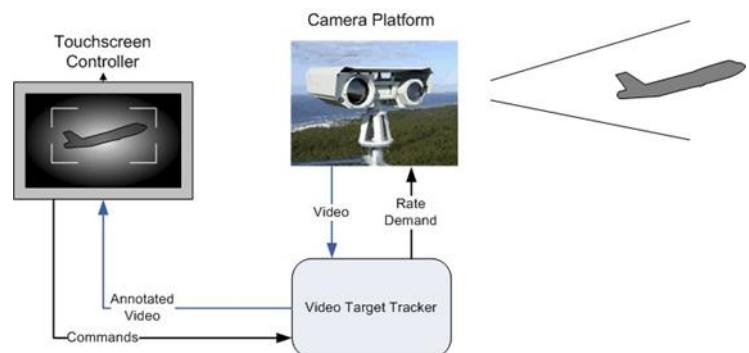 Camera Platform
Touchscreen
Controller
Video
Rate
Demand
Annotated
Video
Video Target Tracker
Commands